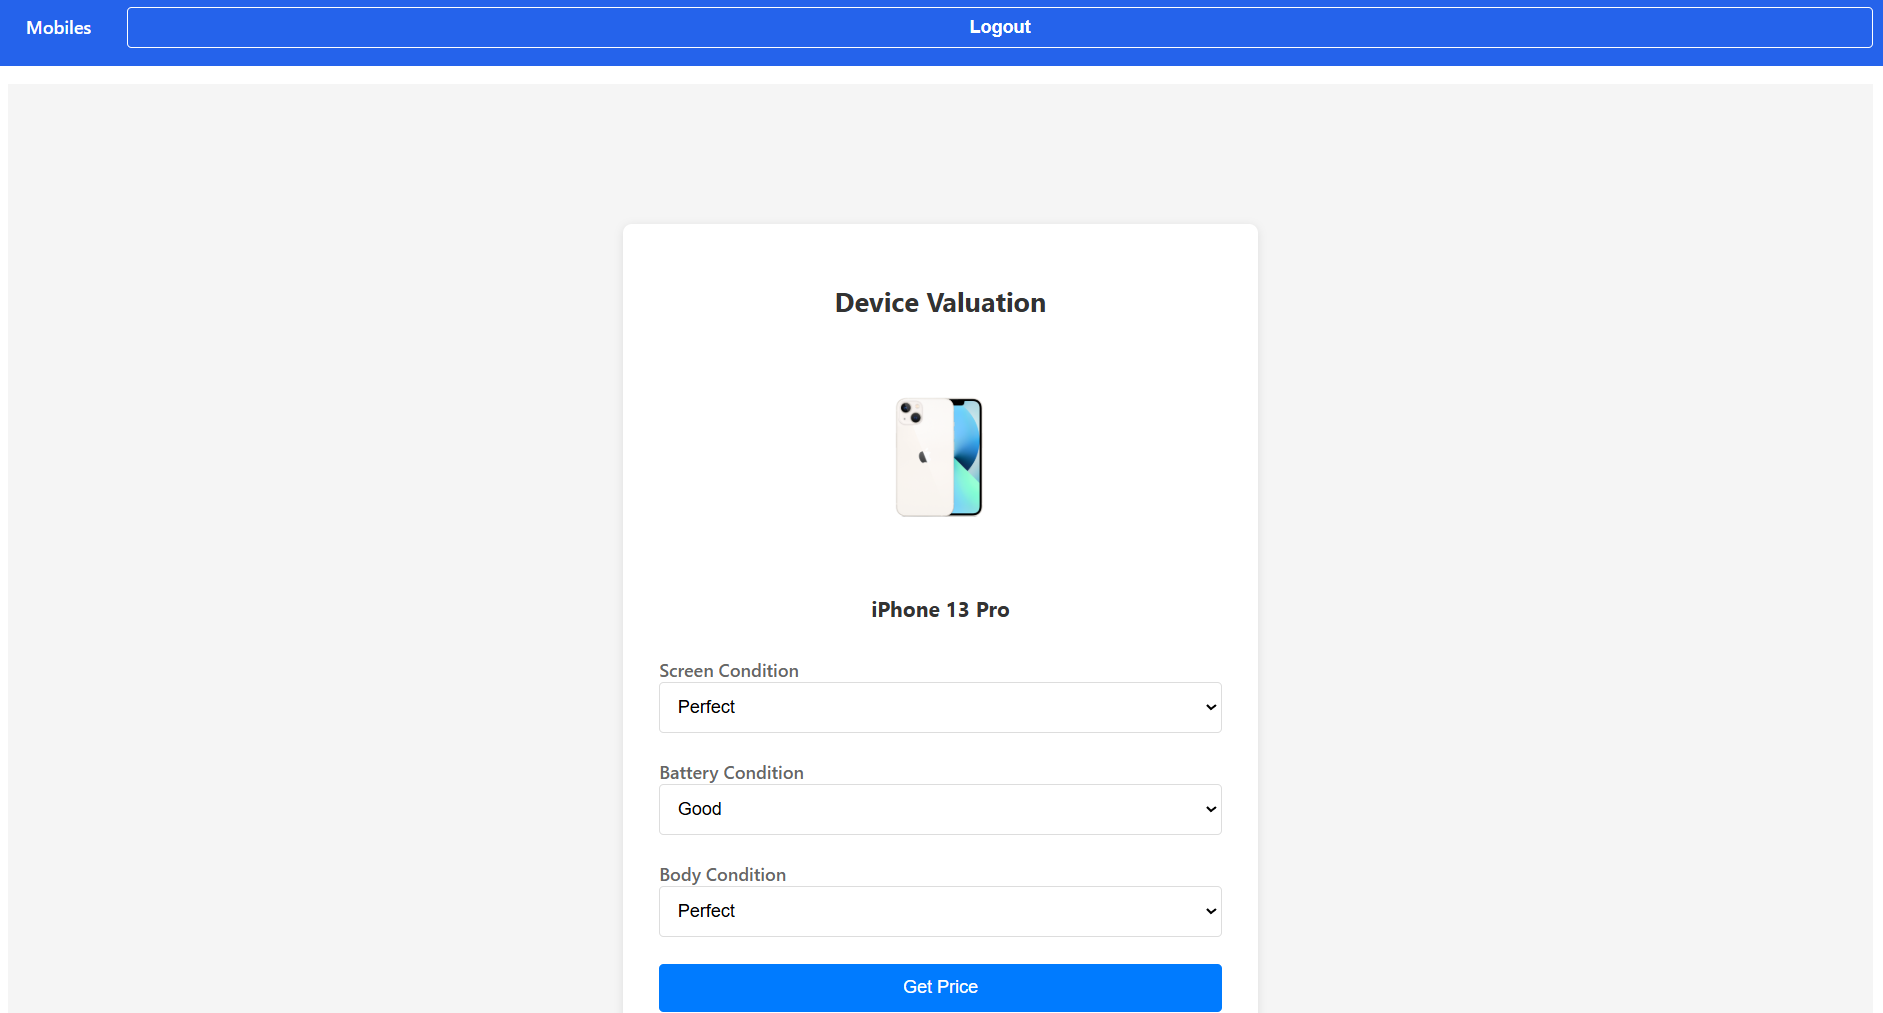 Mobiles
Logout
Device Valuation
iPhone 13 Pro
Screen Condition
Perfect
Battery Condition
Good
Body Condition
Perfect
Get Price